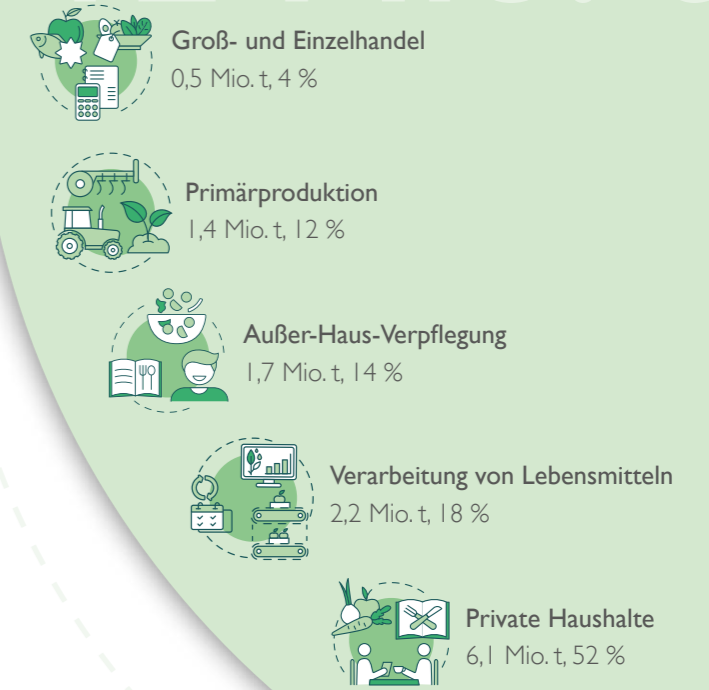 Groß- und Einzelhandel
0,5 Mio. t, 4 %
Primärproduktion
1,4 Mio. t, 12 %
Außer-Haus-Verpflegung
1,7 Mio. t, 14 %
Verarbeitung von Lebensmitteln
2,2 Mio. t, 18 %
Private Haushalte
6,1 Mio. t, 52 %